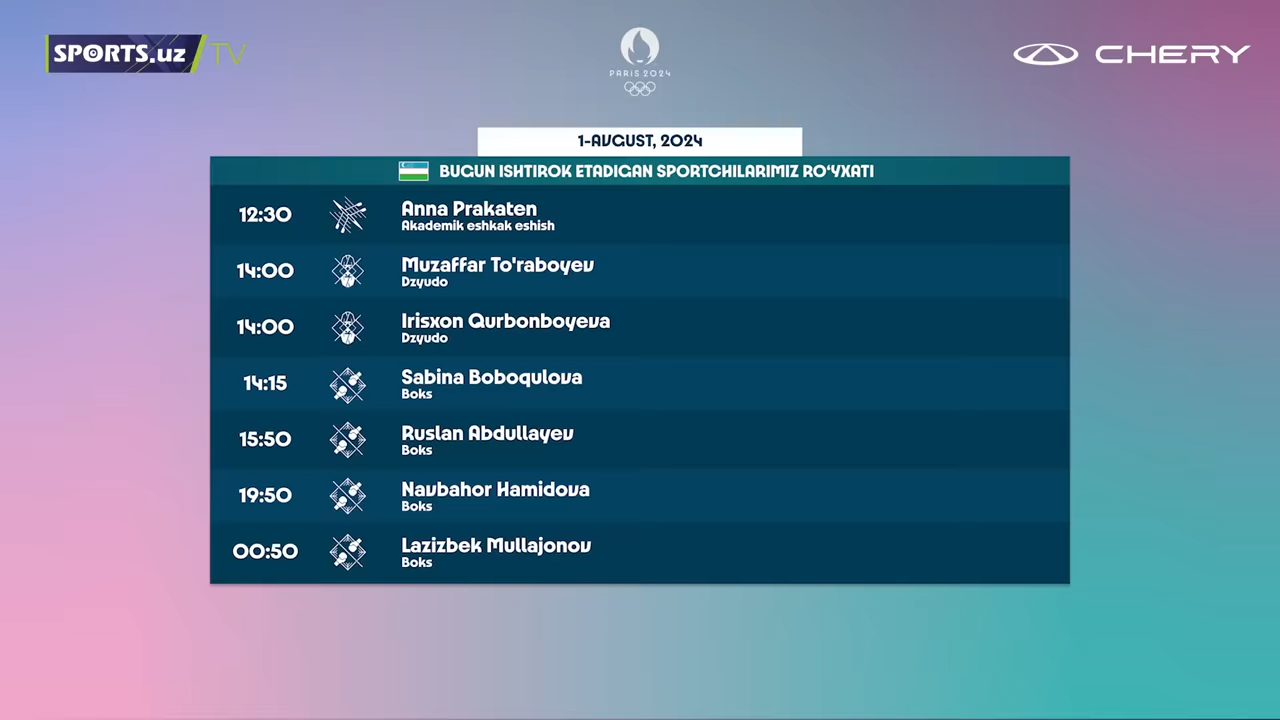 SPORTS.uz TV
PARIS 2024
CHERY
1-AVGUST, 2024
BUGUN ISHTIROK ETADIGAN SPORTCHILARIMIZ RO‘YXATI
12:30 Anna Prakaten
Akademik eshkak eshish
14:00 Muzaffar To'raboyev
Dzyudo
14:00 Irisxon Qurbonboyeva
Dzyudo
14:15 Sabina Boboqulova
Boks
15:50 Ruslan Abdullayev
Boks
19:50 Navbahor Hamidova
Boks
00:50 Lazizbek Mullajonov
Boks